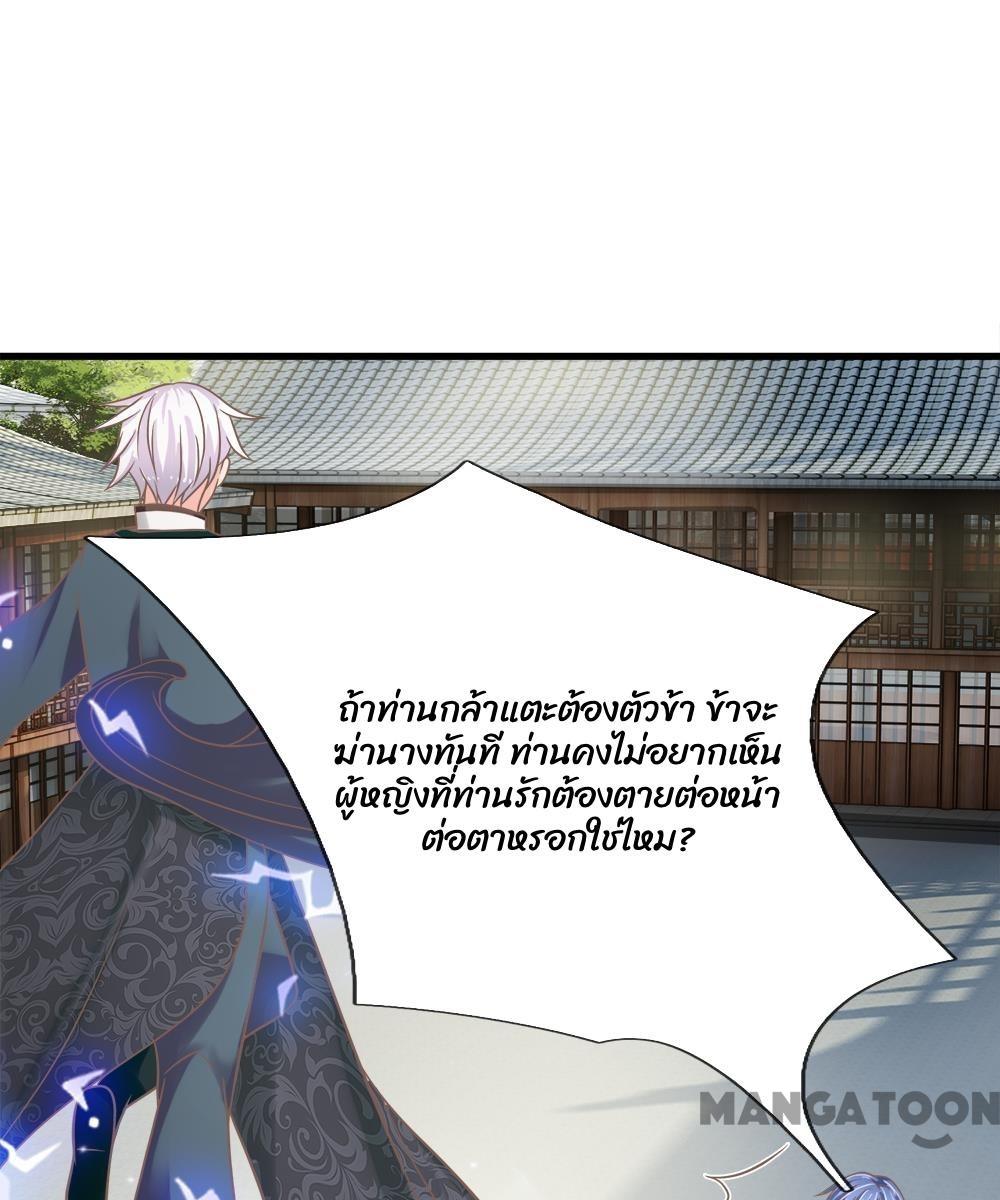 ถ้าท่านกล้าแตะต้องตัวข้า ข้าจะ
ฆ่านางทันที ท่านคงไม่อยากเห็น
ผู้หญิงที่ท่านรักต้องตายต่อหน้า
ต่อตาหรอกใช่ไหม?
MANGATOON